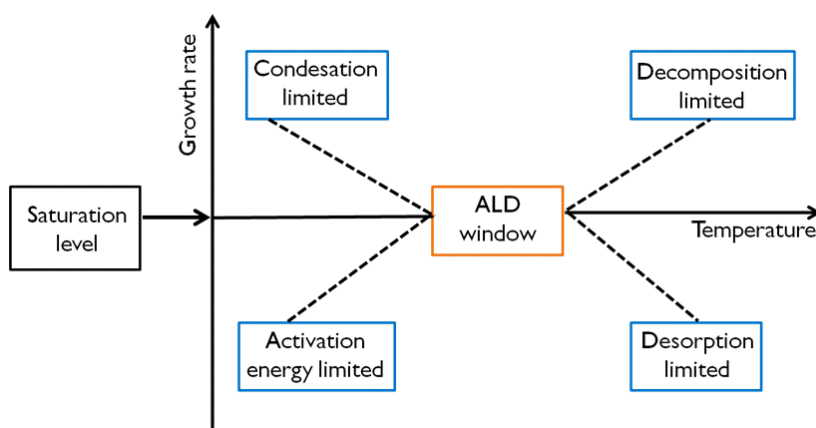 Growth rate
Condesation
limited
Decomposition
limited
Saturation
level
ALD
window
Temperature
Activation
energy limited
Desorption
limited